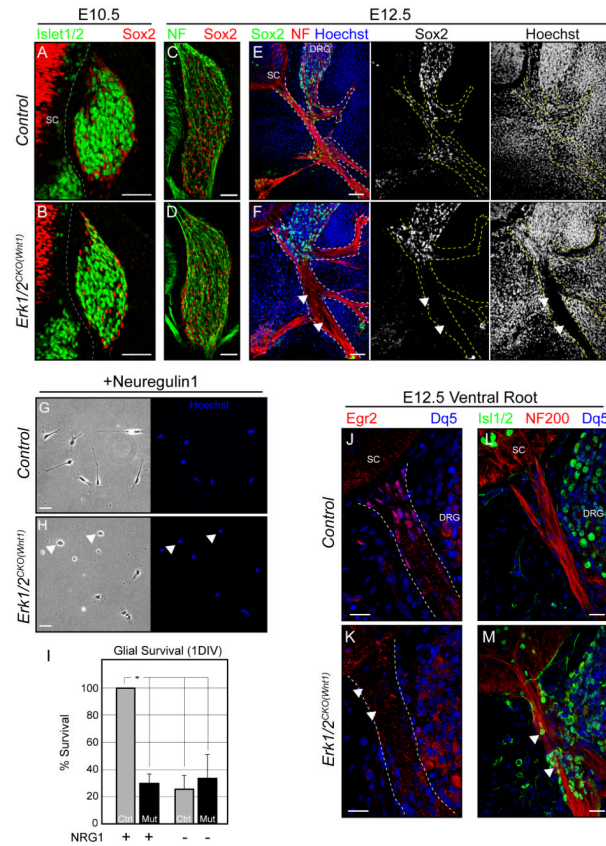 E10.5 E12.5
Islet1/2 Sox2 NF Sox2 Sox2 NF Hoechst Sox2 Hoechst
A C E DRG
SC SC
Control
B D F
Erk1/2CKO(Wnt1)
+Neuregulin1
G Hoechst
Control
H
Erk1/2CKO(Wnt1)
I Glial Survival (1DIV)
*
100
80
60
40
20
0
% Survival
Ctrl Mut Ctrl Mut
NRG1 + + - -
E12.5 Ventral Root
Egr2 Dq5 Isl1/2 NF200 Dq5
J SC DRG L SC DRG
Control
K M
Erk1/2CKO(Wnt1)